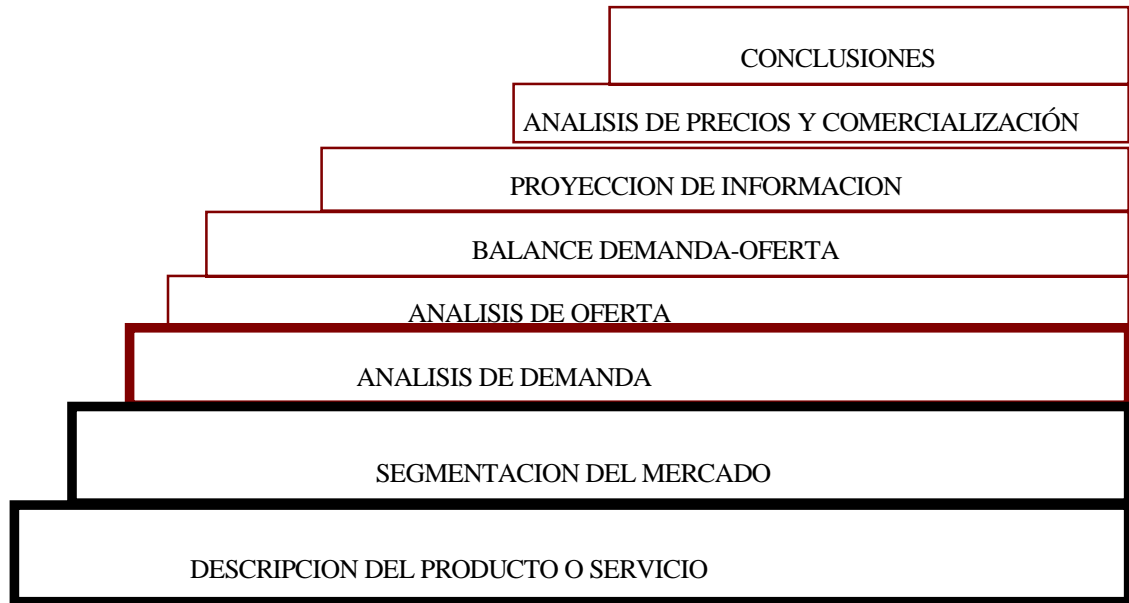 CONCLUSIONES
ANALISIS DE PRECIOS Y COMERCIALIZACIÓN
PROYECCION DE INFORMACION
BALANCE DEMANDA-OFERTA
ANALISIS DE OFERTA
ANALISIS DE DEMANDA
SEGMENTACION DEL MERCADO
DESCRIPCION DEL PRODUCTO O SERVICIO